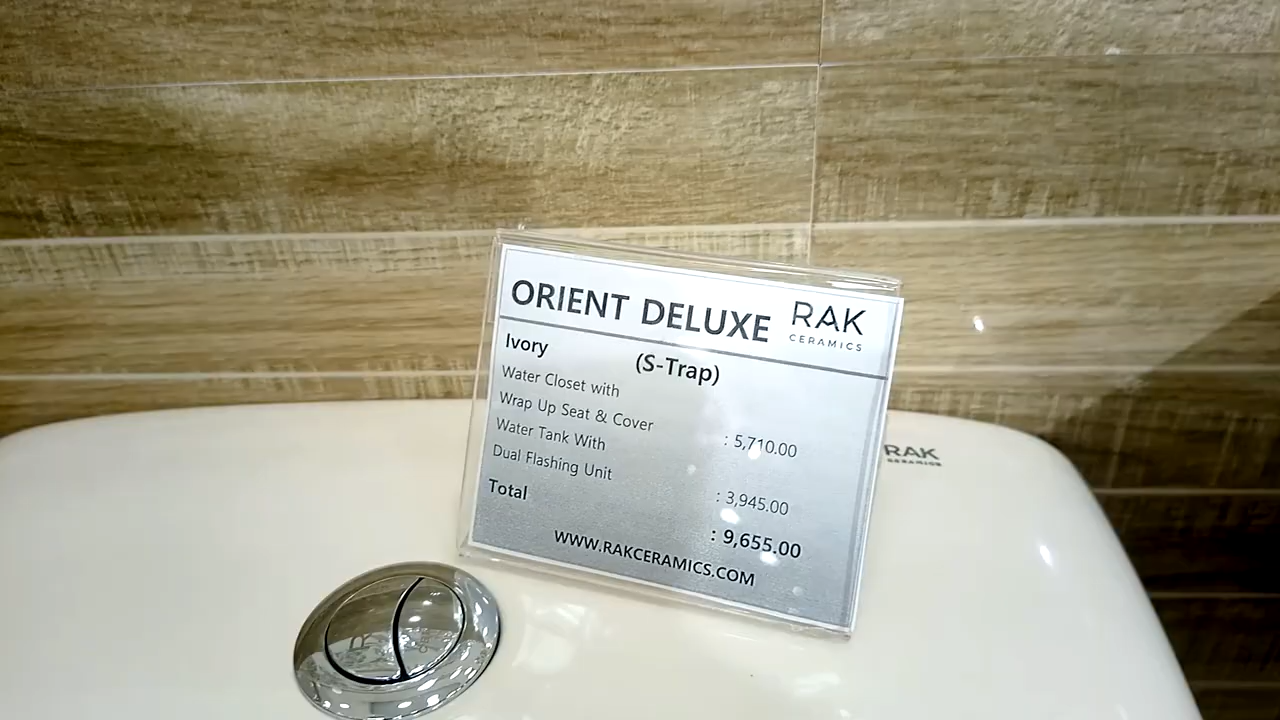 ORIENT DELUXE
RAK
CERAMICS
Ivory (S-Trap)
Water Closet with
Wrap Up Seat & Cover : 5,710.00
Water Tank With
Dual Flashing Unit : 3,945.00
Total : 9,655.00
WWW.RAKCERAMICS.COM
RAK
CERAMICS